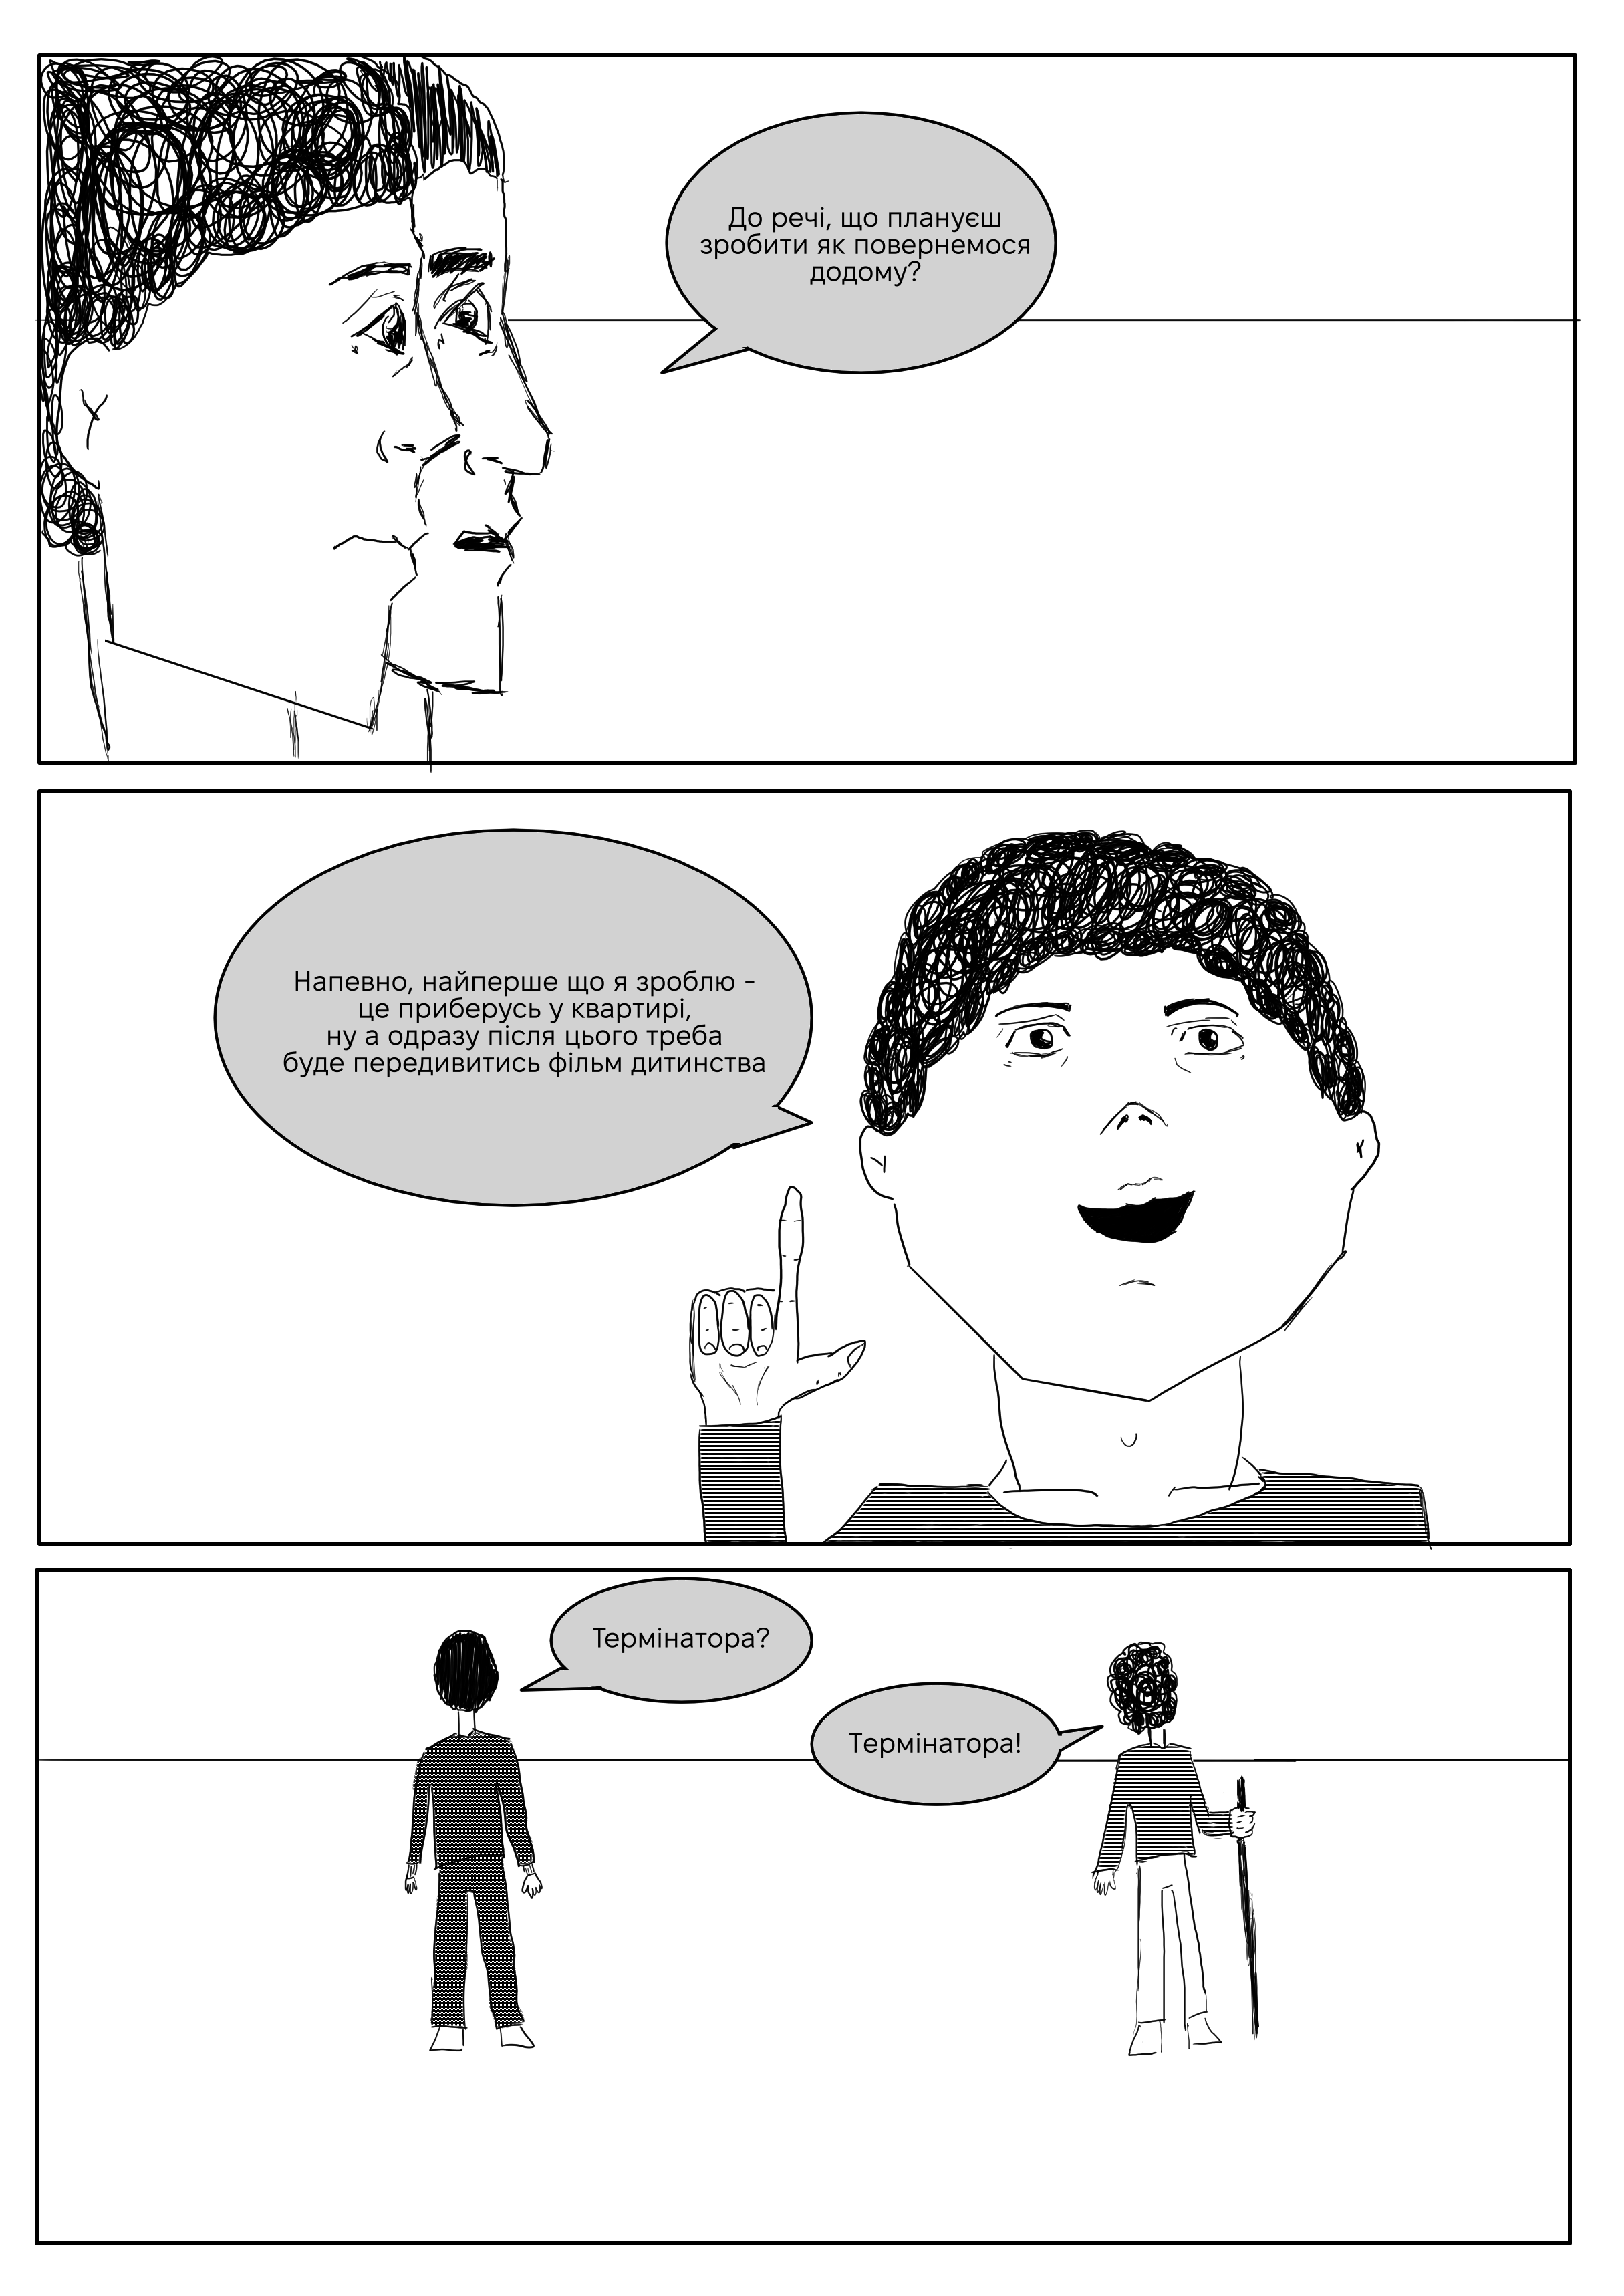 До речі, що плануєш
зробити як повернемося
додому?
Напевно, найперше що я зроблю -
це приберусь у квартирі,
ну а одразу після цього треба
буде передивитись фільм дитинства
Термінатора?
Термінатора!